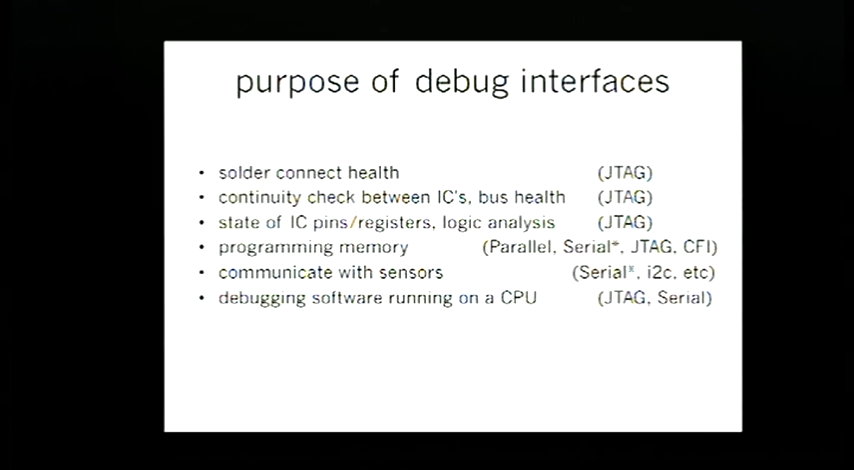 purpose of debug interfaces
• solder connect health (JTAG)
• continuity check between IC's, bus health (JTAG)
• state of IC pins/registers, logic analysis (JTAG)
• programming memory (Parallel, Serial*, JTAG, CFI)
• communicate with sensors (Serial*, i2c, etc)
• debugging software running on a CPU (JTAG, Serial)